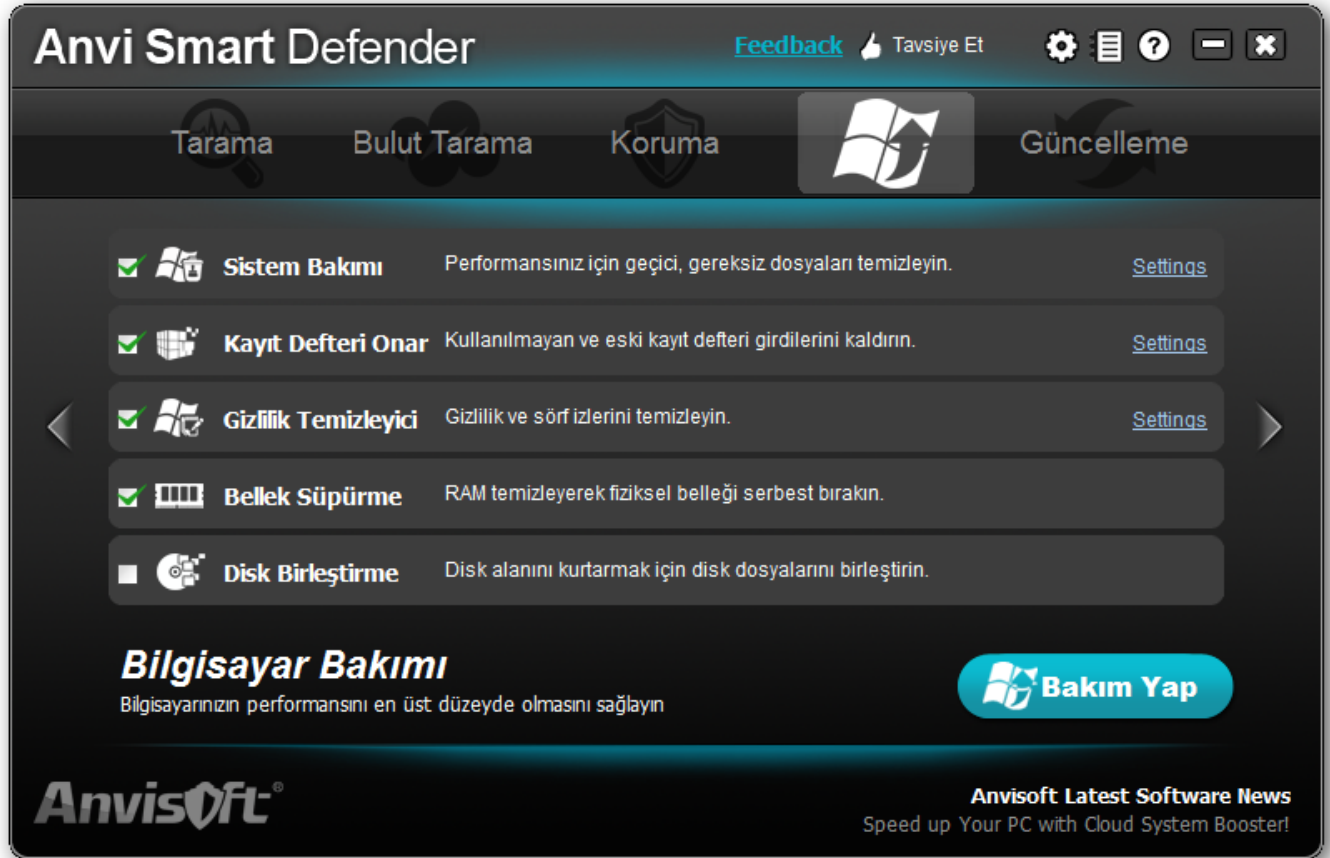 Anvi Smart Defender
Feedback
Tavsiye Et
Tarama
Bulut Tarama
Koruma
Güncelleme
Sistem Bakımı
Performansınız için geçici, gereksiz dosyaları temizleyin.
Settings
Kayıt Defteri Onar
Kullanılmayan ve eski kayıt defteri girdilerini kaldırın.
Settings
Gizlilik Temizleyici
Gizlilik ve sörf izlerini temizleyin.
Settings
Bellek Süpürme
RAM temizleyerek fiziksel belleği serbest bırakın.
Disk Birleştirme
Disk alanını kurtarmak için disk dosyalarını birleştirin.
Bilgisayar Bakımı
Bilgisayarınızın performansını en üst düzeyde olmasını sağlayın
Bakım Yap
Anvisoft®
Anvisoft Latest Software News
Speed up Your PC with Cloud System Booster!